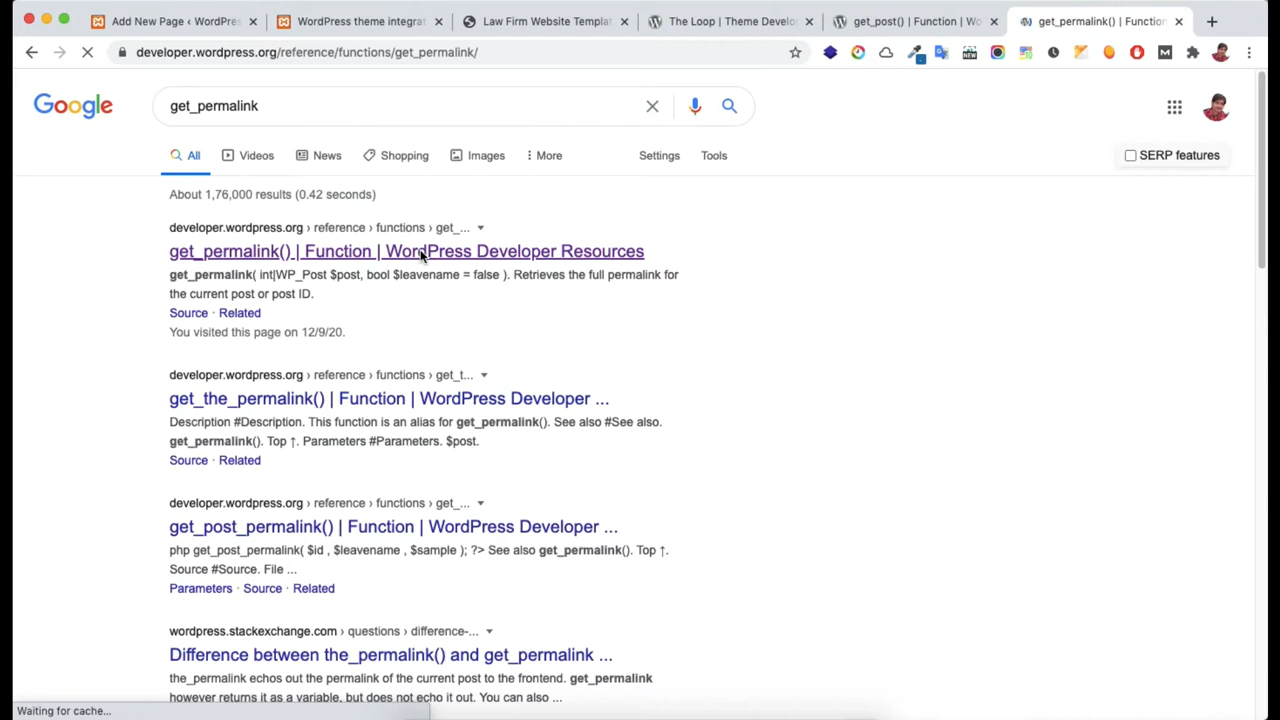 Add New Page ‹ WordPres
WordPress theme integrat
Law Firm Website Templat
The Loop | Theme Develo
get_post() | Function | Wo
get_permalink() | Function
developer.wordpress.org/reference/functions/get_permalink/
NEW
M
Google
get_permalink
All
Videos
News
Shopping
Images
More
Settings
Tools
SERP features
About 1,76,000 results (0.42 seconds)
developer.wordpress.org › reference › functions › get_...
get_permalink() | Function | WordPress Developer Resources
get_permalink( int|WP_Post $post, bool $leavename = false ). Retrieves the full permalink for
the current post or post ID.
Source · Related
You visited this page on 12/9/20.
developer.wordpress.org › reference › functions › get_t...
get_the_permalink() | Function | WordPress Developer ...
Description #Description. This function is an alias for get_permalink(). See also #See also.
get_permalink(). Top ↑. Parameters #Parameters. $post.
Source · Related
developer.wordpress.org › reference › functions › get_...
get_post_permalink() | Function | WordPress Developer ...
php get_post_permalink( $id , $leavename , $sample ); ?> See also get_permalink(). Top ↑.
Source #Source. File ...
Parameters · Source · Related
wordpress.stackexchange.com › questions › difference-...
Difference between the_permalink() and get_permalink ...
the_permalink echos out the permalink of the current post to the frontend. get_permalink
however returns it as a variable, but does not echo it out. You can also ...
Waiting for cache...